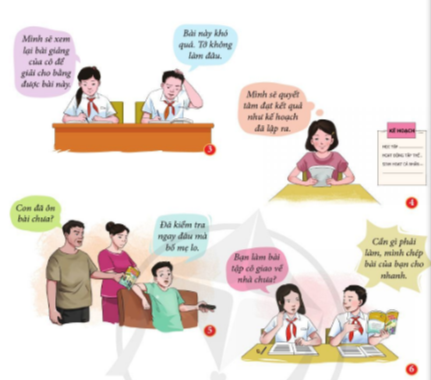 Mình sẽ xem
lại bài giảng
của cô để
giải cho bằng
được bài này.
Bài này khó
quá. Tớ không
làm đâu.
3
Mình sẽ quyết
tâm đạt kết quả
như kế hoạch
đã lập ra.
KẾ HOẠCH
HỌC TẬP
HOẠT ĐỘNG TẬP THỂ
SINH HOẠT CÁ NHÂN
4
Con đã ôn
bài chưa?
Đã kiểm tra
ngay đâu mà
bố mẹ lo.
5
Bạn làm bài
tập cô giao về
nhà chưa?
Cần gì phải
làm, mình chép
bài của bạn cho
nhanh.
6